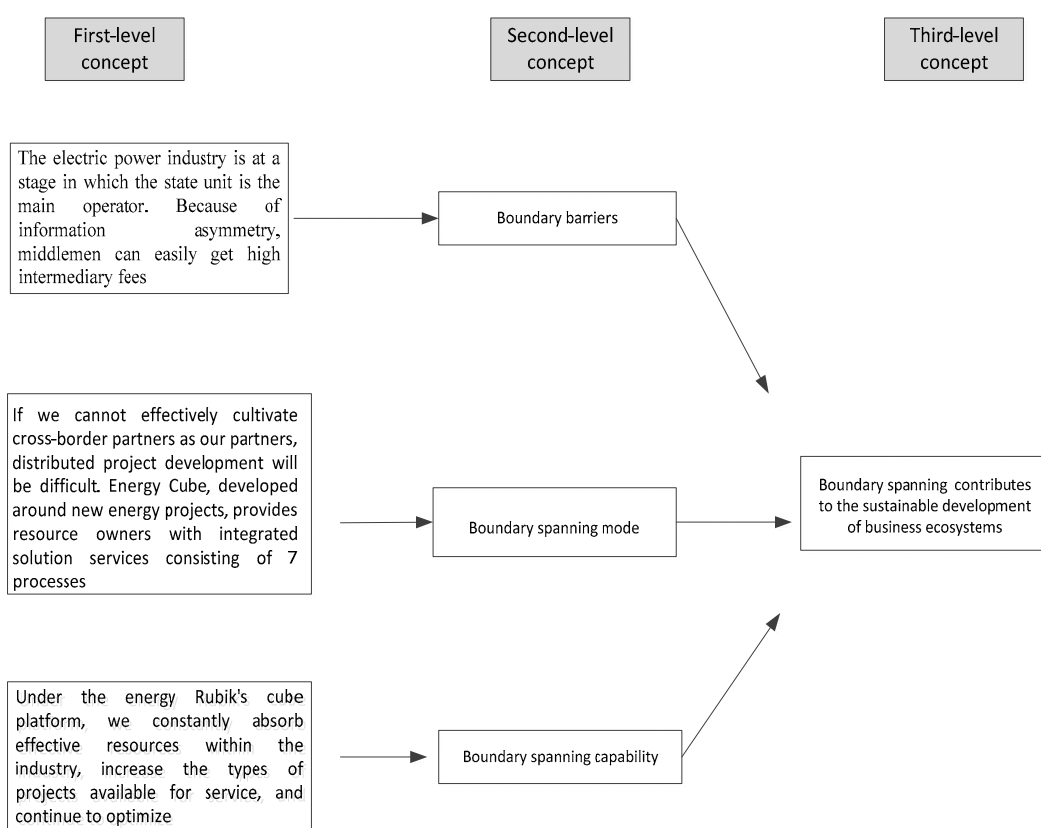 First-level
concept
Second-level
concept
Third-level
concept
The electric power industry is at a
stage in which the state unit is the
main operator. Because of
information asymmetry,
middlemen can easily get high
intermediary fees
Boundary barriers
If we cannot effectively cultivate
cross-border partners as our partners,
distributed project development will
be difficult. Energy Cube, developed
around new energy projects, provides
resource owners with integrated
solution services consisting of 7
processes
Boundary spanning mode
Boundary spanning contributes
to the sustainable development
of business ecosystems
Under the energy Rubik's cube
platform, we constantly absorb
effective resources within the
industry, increase the types of
projects available for service, and
continue to optimize
Boundary spanning capability